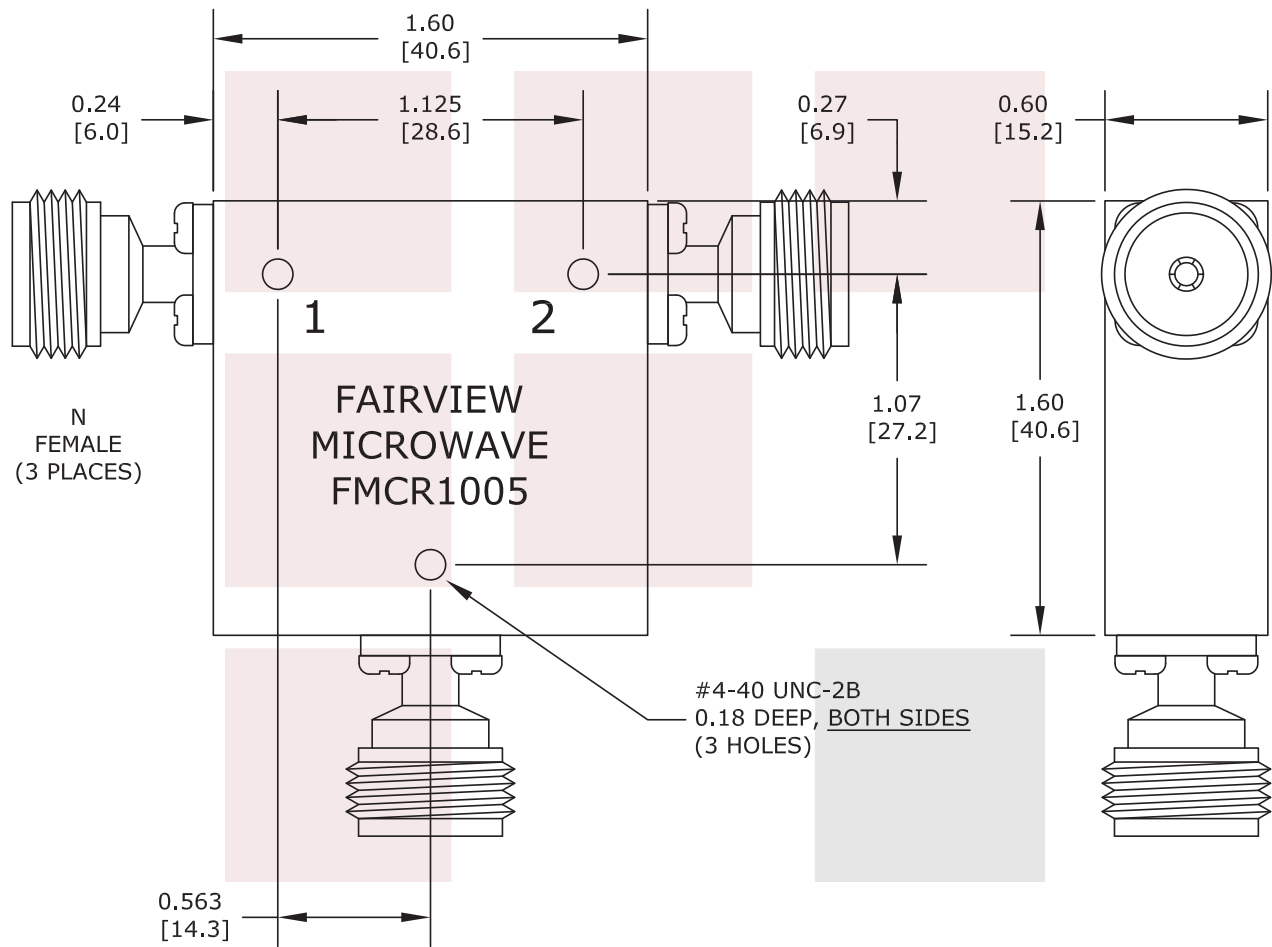 1.60
[40.6]
0.24
[6.0]
1.125
[28.6]
0.27
[6.9]
0.60
[15.2]
1
2
N
FEMALE
(3 PLACES)
FAIRVIEW
MICROWAVE
FMCR1005
1.07
[27.2]
1.60
[40.6]
#4-40 UNC-2B
0.18 DEEP, BOTH SIDES
(3 HOLES)
0.563
[14.3]